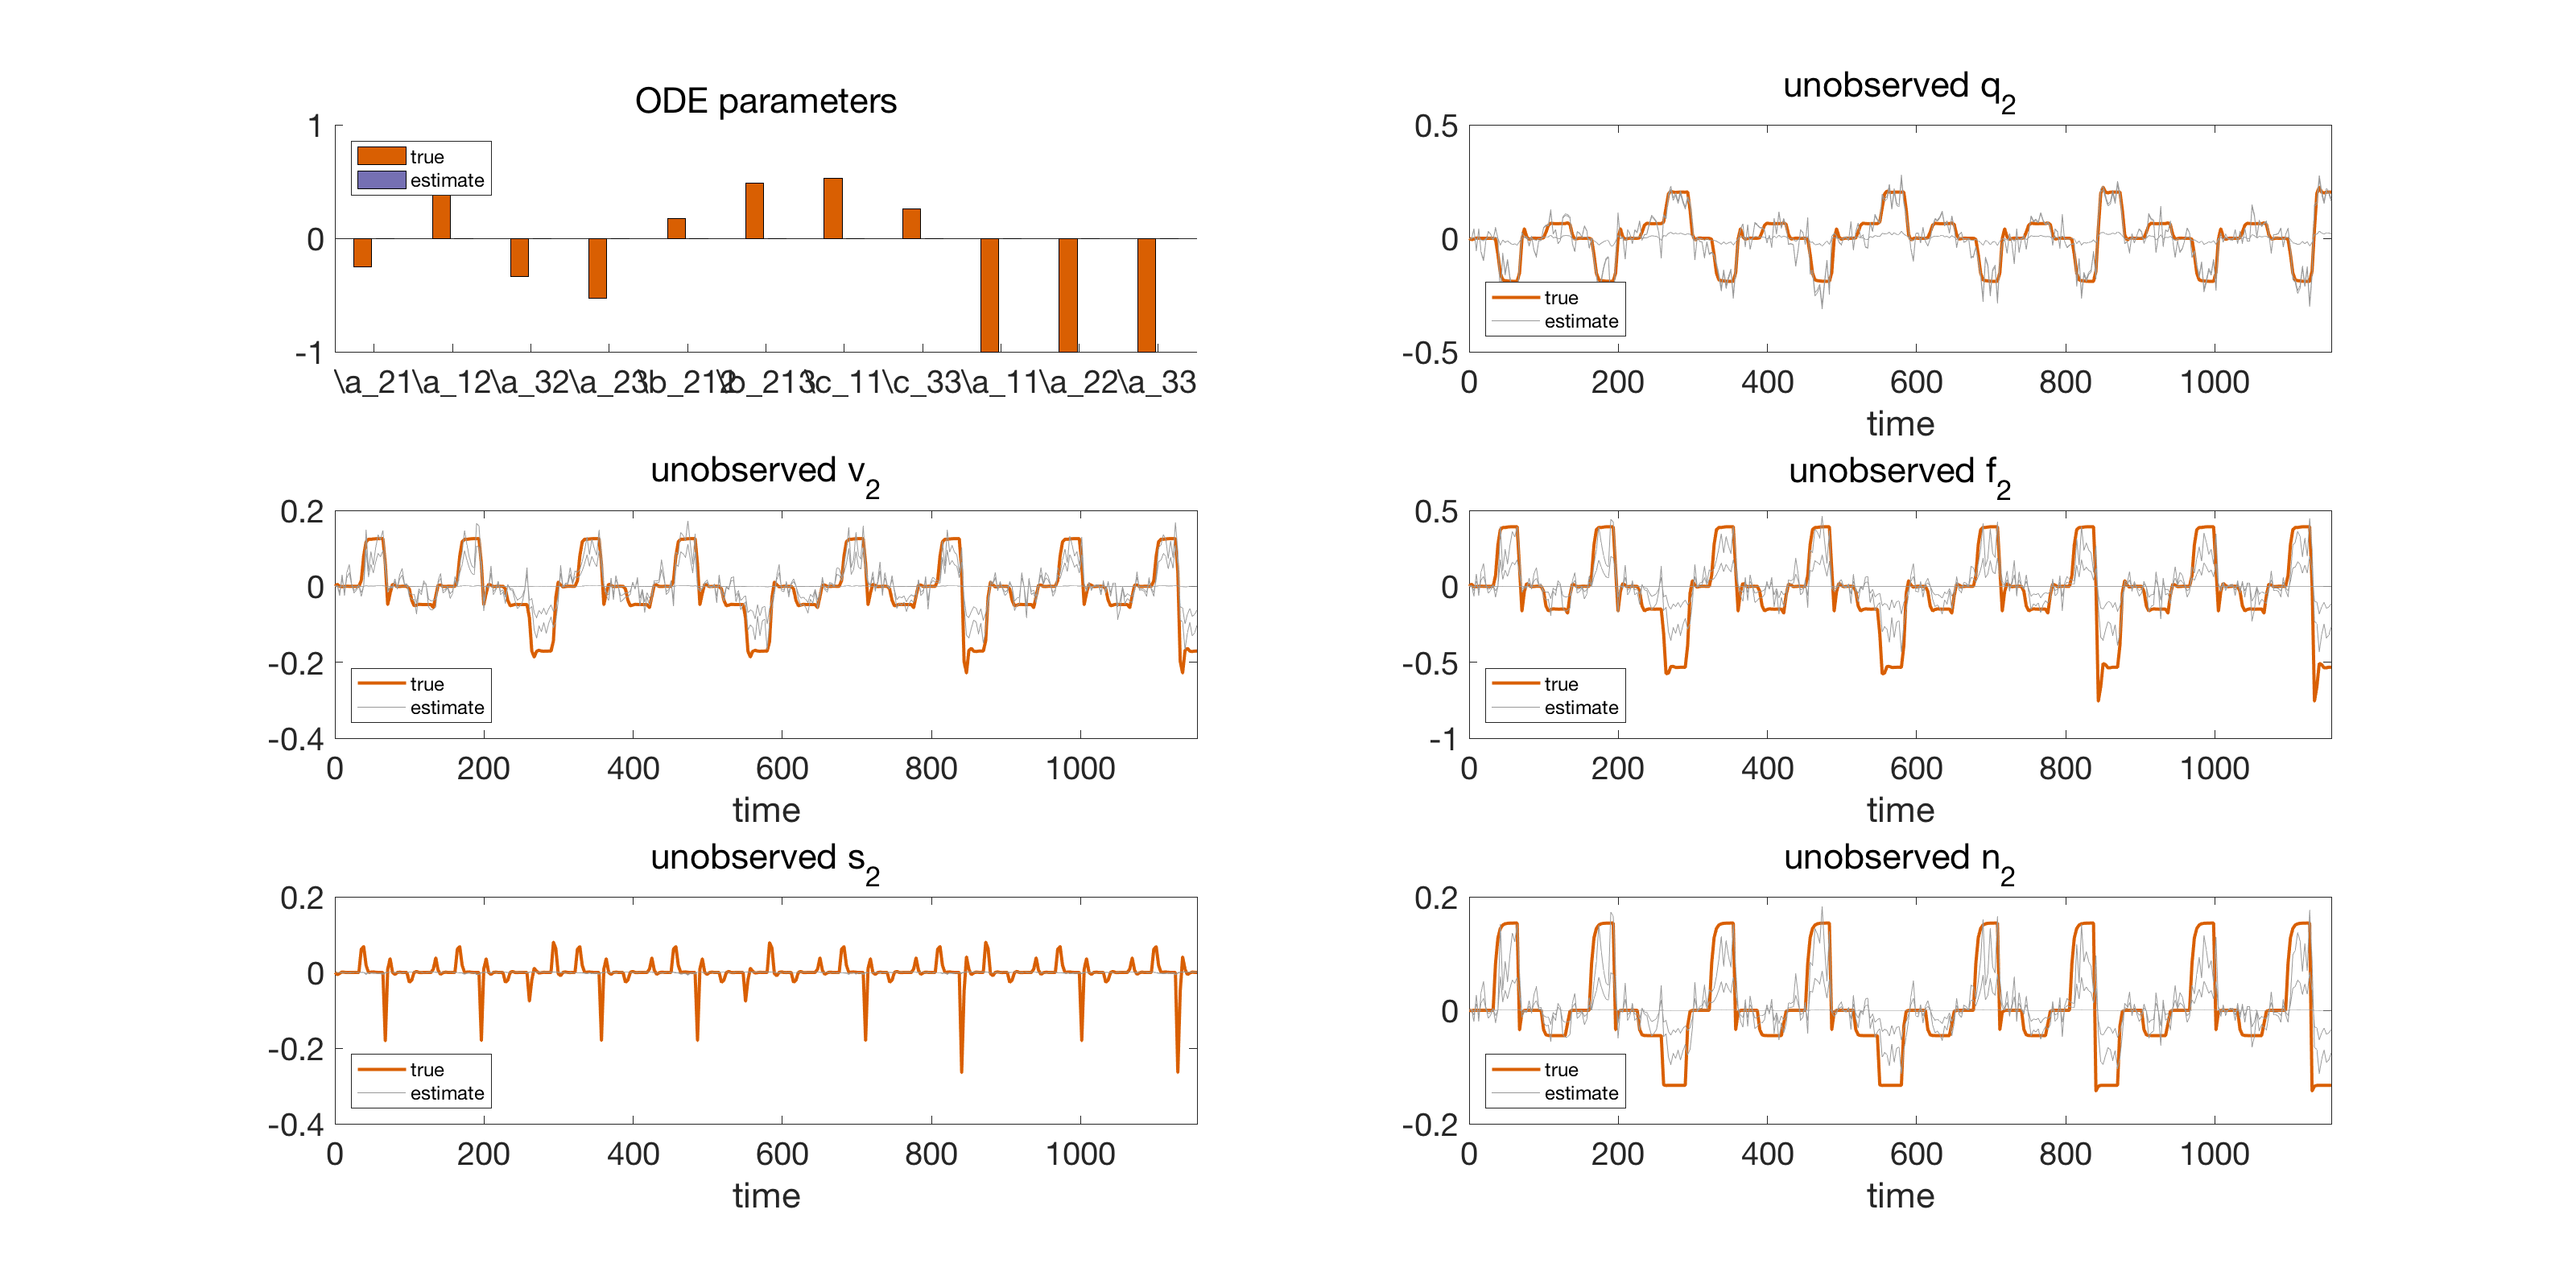 ODE parameters
1
0
-1
true
estimate
\a_21 \a_12 \a_32 \a_23 \b_212 \b_213 \c_11 \c_33 \a_11 \a_22 \a_33
unobserved q2
0.5
0
-0.5
true
estimate
0 200 400 600 800 1000
time
unobserved v2
0.2
0
-0.2
-0.4
true
estimate
0 200 400 600 800 1000
time
unobserved f2
0.5
0
-0.5
-1
true
estimate
0 200 400 600 800 1000
time
unobserved s2
0.2
0
-0.2
-0.4
true
estimate
0 200 400 600 800 1000
time
unobserved n2
0.2
0
-0.2
true
estimate
0 200 400 600 800 1000
time